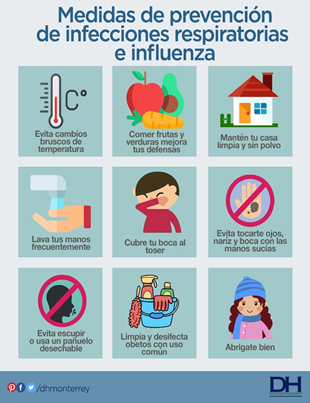 Medidas de prevención
de infecciones respiratorias
e influenza
C°
Evita cambios
bruscos de
temperatura
Comer frutas y
verduras mejora
tus defensas
Mantén tu casa
limpia y sin polvo
Lava tus manos
frecuentemente
Cubre tu boca al
toser
Evita tocarte ojos,
nariz y boca con las
manos sucias
Evita escupir
o usa un pañuelo
desechable
Limpia y desifecta
obetos con uso
común
Abrigate bien
/dhmonterrey
DH